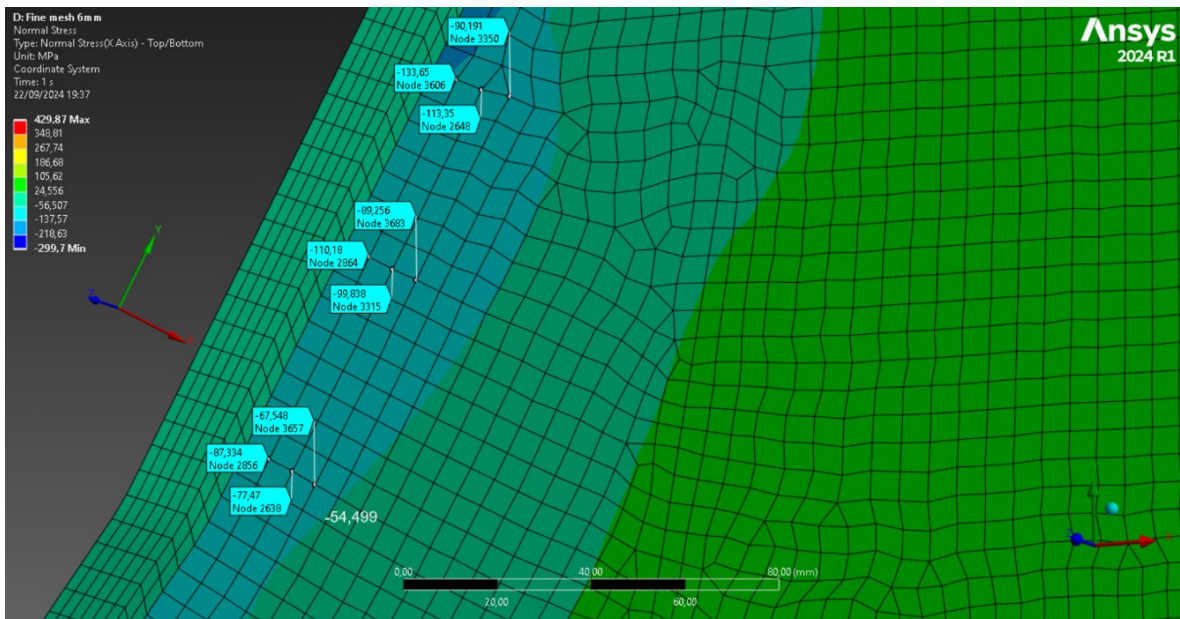 D: Fine mesh 6mm
Normal Stress
Type: Normal Stress(X Axis) - Top/Bottom
Unit: MPa
Coordinate System
Time: 1 s
22/09/2024 19:37
429,87 Max
348,81
267,74
186,68
105,62
24,556
-56,507
-137,57
-218,63
-299,7 Min
Ansys
2024 R1
-90,191
Node 3350
-133,65
Node 3606
-113,35
Node 2648
-89,256
Node 3683
-110,18
Node 2864
-99,838
Node 3315
-67,548
Node 3657
-87,334
Node 2856
-77,47
Node 2638
-54,499
Y
Z
X
0,00
40,00
80,00 (mm)
20,00
60,00
Z
X